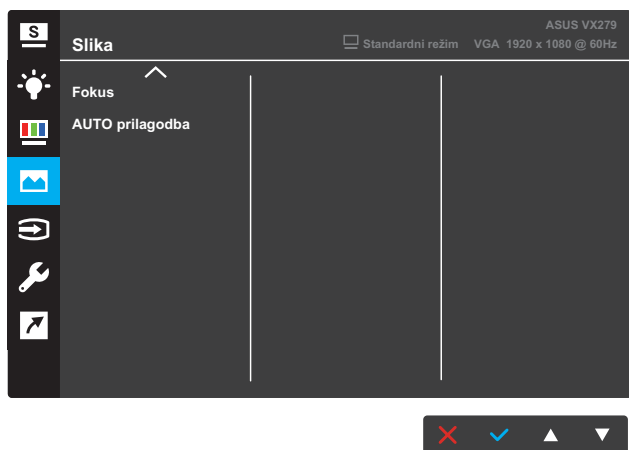 S
ASUS VX279
Slika
Standardni režim VGA 1920 x 1080 @ 60Hz
Fokus
AUTO prilagodba